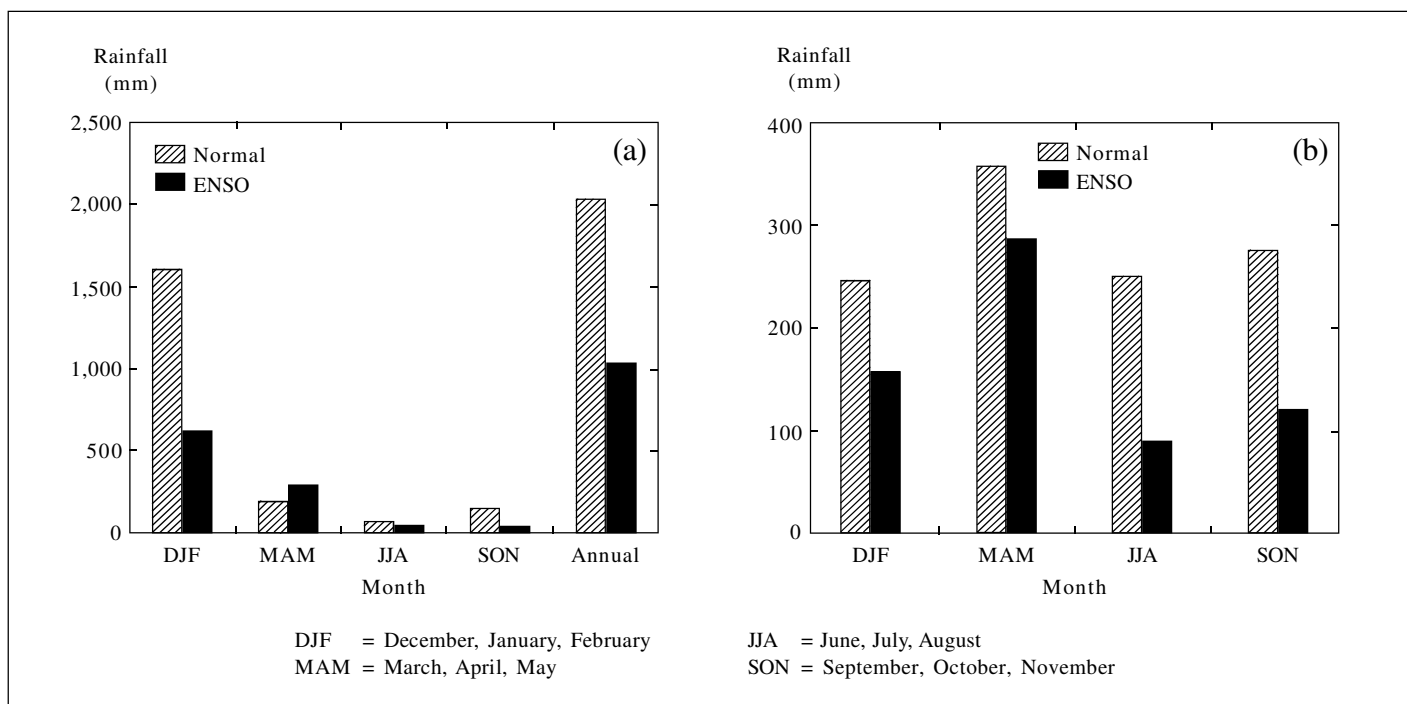 Rainfall
(mm)
2,500
2,000
1,500
1,000
500
0
Normal
ENSO
(a)
DJF MAM JJA SON Annual
Month
Rainfall
(mm)
400
300
200
100
0
Normal
ENSO
(b)
DJF MAM JJA SON
Month
DJF = December, January, February
MAM = March, April, May
JJA = June, July, August
SON = September, October, November